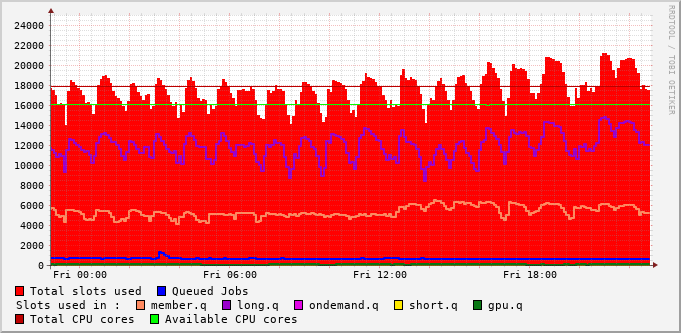 RRDTOOL / TOBI OETIKER
24000
22000
20000
18000
16000
14000
12000
10000
8000
6000
4000
2000
0
Fri 00:00 Fri 06:00 Fri 12:00 Fri 18:00
Total slots used Queued Jobs
Slots used in : member.q long.q ondemand.q short.q gpu.q
Total CPU cores Available CPU cores